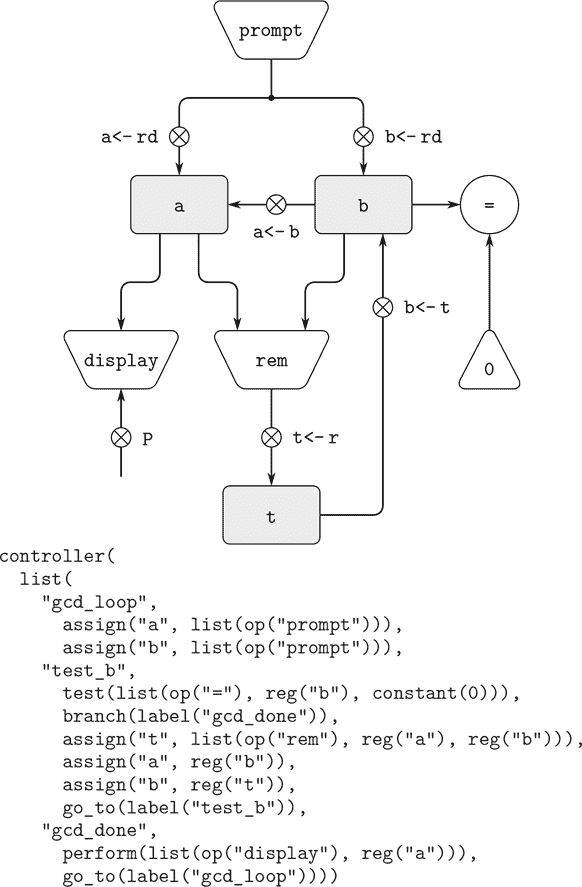 prompt
a<-rd b<-rd
a b =
a<-b
b<-t
display rem 0
P t<-r
t
controller(
  list(
    "gcd_loop",
      assign("a", list(op("prompt"))),
      assign("b", list(op("prompt"))),
    "test_b",
      test(list(op("="), reg("b"), constant(0))),
      branch(label("gcd_done")),
      assign("t", list(op("rem"), reg("a"), reg("b"))),
      assign("a", reg("b")),
      assign("b", reg("t")),
      go_to(label("test_b")),
    "gcd_done",
      perform(list(op("display"), reg("a"))),
      go_to(label("gcd_loop"))))